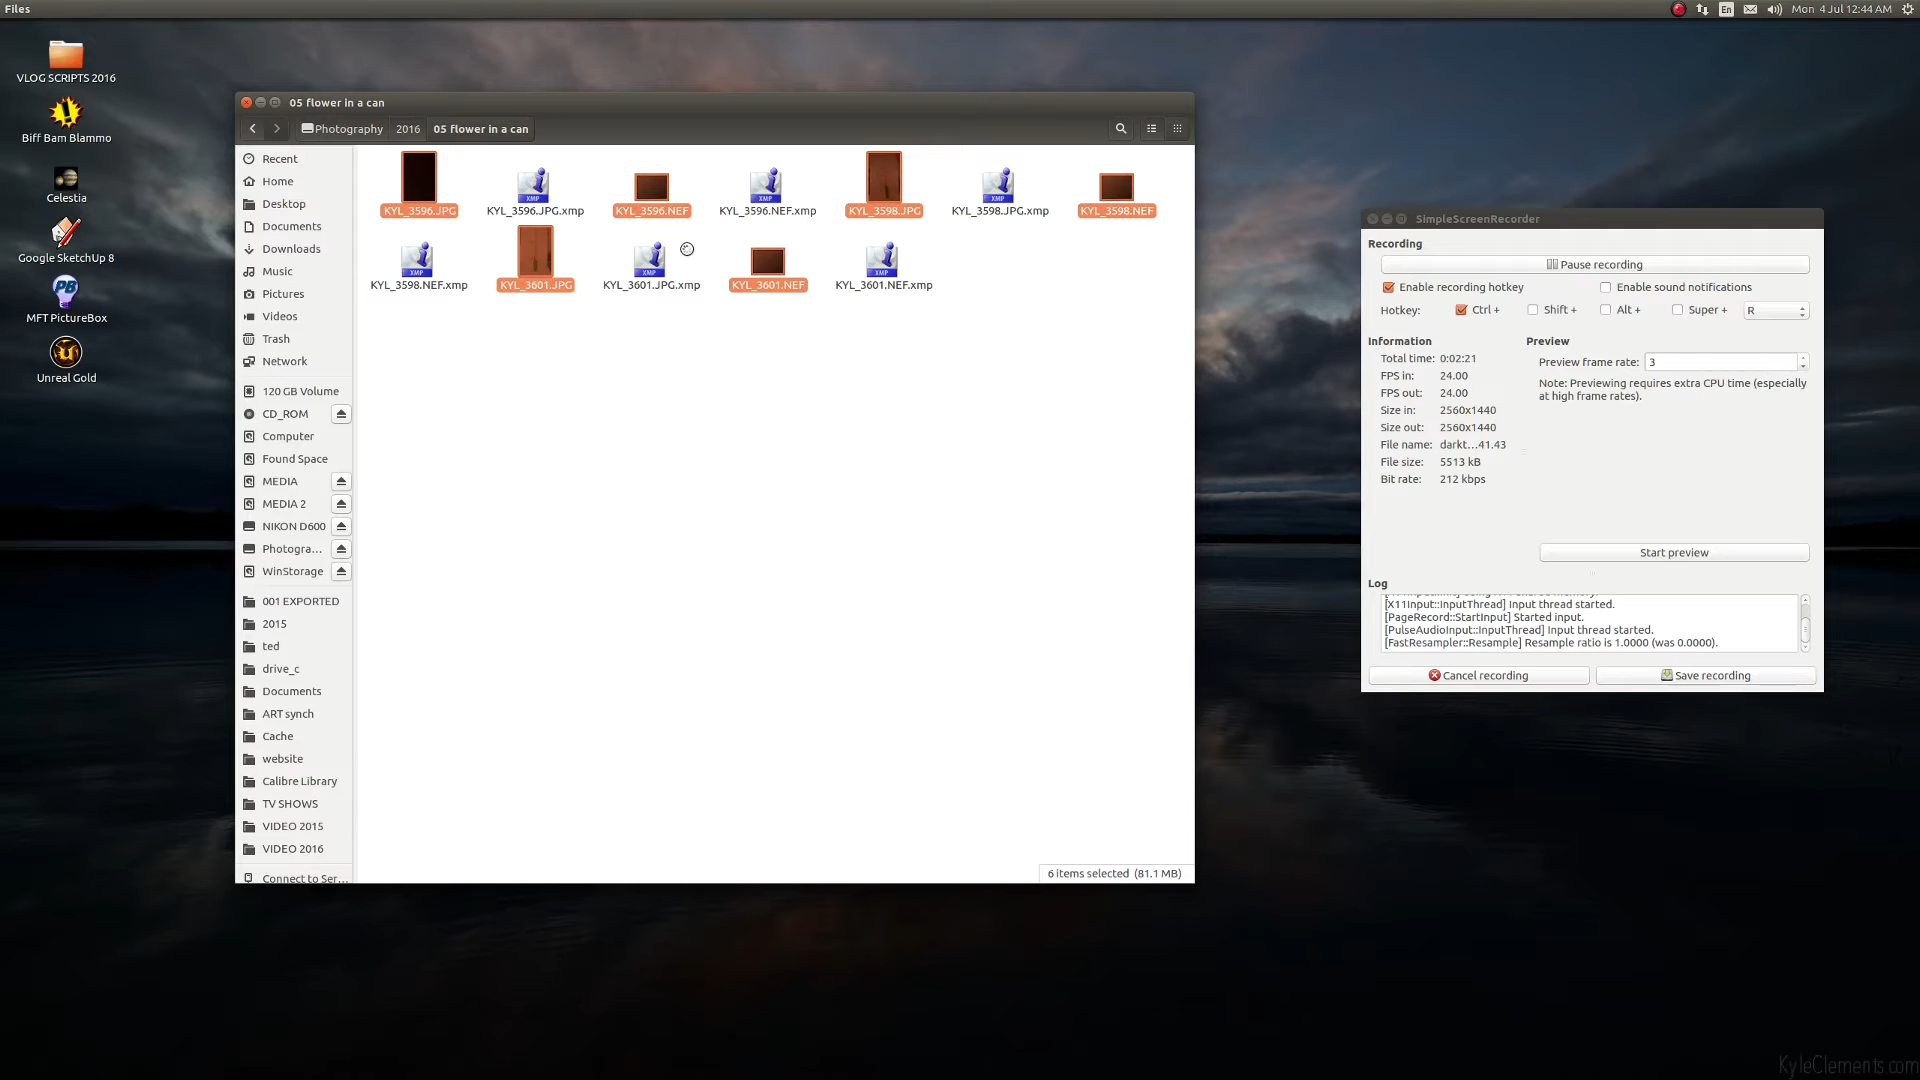 Files
En
Mon 4 Jul 12:44 AM
VLOG SCRIPTS 2016
Biff Bam Blammo
Celestia
Google SketchUp 8
MFT PictureBox
Unreal Gold
05 flower in a can
Photography 2016 05 flower in a can
Recent
Home
Desktop
Documents
Downloads
Music
Pictures
Videos
Trash
Network
120 GB Volume
CD_ROM
Computer
Found Space
MEDIA
MEDIA 2
NIKON D600
Photogra...
WinStorage
001 EXPORTED
2015
ted
drive_c
Documents
ART synch
Cache
website
Calibre Library
TV SHOWS
VIDEO 2015
VIDEO 2016
Connect to Ser...
KYL_3596.JPG KYL_3596.JPG.xmp KYL_3596.NEF KYL_3596.NEF.xmp KYL_3598.JPG KYL_3598.JPG.xmp KYL_3598.NEF
KYL_3598.NEF.xmp KYL_3601.JPG KYL_3601.JPG.xmp KYL_3601.NEF KYL_3601.NEF.xmp
6 items selected (81.1 MB)
SimpleScreenRecorder
Recording
Pause recording
Enable recording hotkey Enable sound notifications
Hotkey: Ctrl + Shift + Alt + Super + R
Information
Total time: 0:02:21
FPS in: 24.00
FPS out: 24.00
Size in: 2560x1440
Size out: 2560x1440
File name: darkt...41.43
File size: 5513 kB
Bit rate: 212 kbps
Preview
Preview frame rate: 3
Note: Previewing requires extra CPU time (especially
at high frame rates).
Start preview
Log
[X11Input::InputThread] Input thread started.
[PageRecord::StartInput] Started input.
[PulseAudioInput::InputThread] Input thread started.
[FastResampler::Resample] Resample ratio is 1.0000 (was 0.0000).
Cancel recording Save recording
KyleClements.com